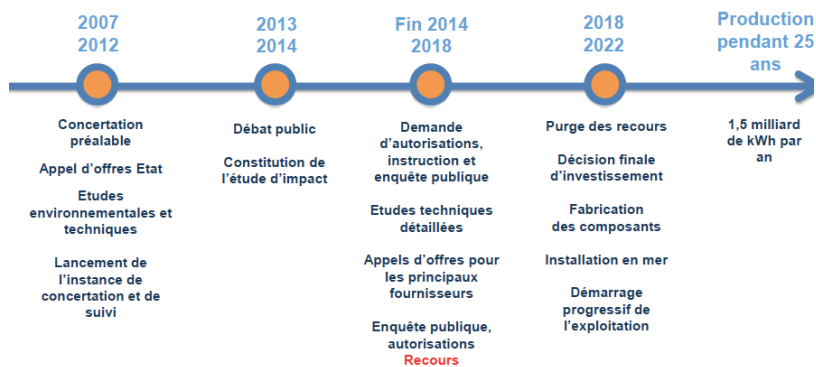 2007
2012
2013
2014
Fin 2014
2018
2018
2022
Production
pendant 25
ans
Concertation
préalable
Appel d'offres Etat
Etudes
environnementales et
techniques
Lancement de
l'instance de
concertation et de
suivi
Débat public
Constitution de
l'étude d'impact
Demande
d'autorisations,
instruction et
enquête publique
Etudes techniques
détaillées
Appels d'offres pour
les principaux
fournisseurs
Enquête publique,
autorisations
Recours
Purge des recours
Décision finale
d'investissement
Fabrication
des composants
Installation en mer
Démarrage
progressif de
l'exploitation
1,5 milliard
de kWh par
an